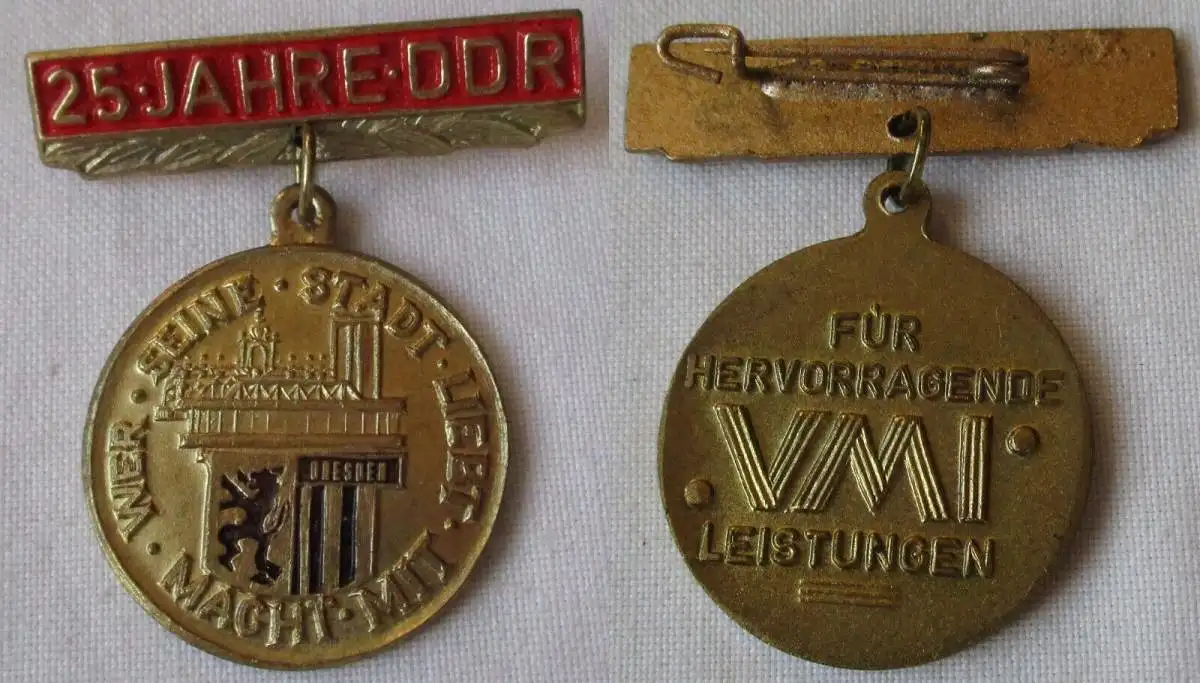 25·JAHRE·DDR
WER·SEINE·STADT·LIEBT·MACHT·MIT·
DRESDEN
FÜR
HERVORRAGENDE
VMI
LEISTUNGEN